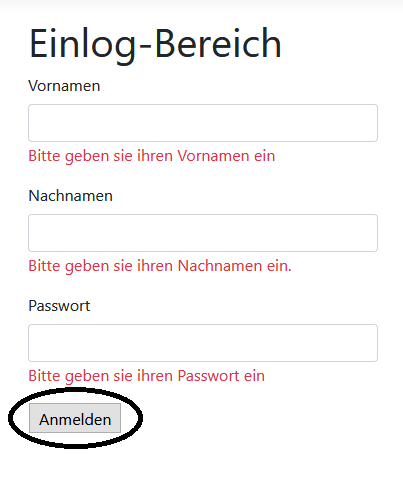 Einlog-Bereich
Vornamen
Bitte geben sie ihren Vornamen ein
Nachnamen
Bitte geben sie ihren Nachnamen ein.
Passwort
Bitte geben sie ihren Passwort ein
Anmelden